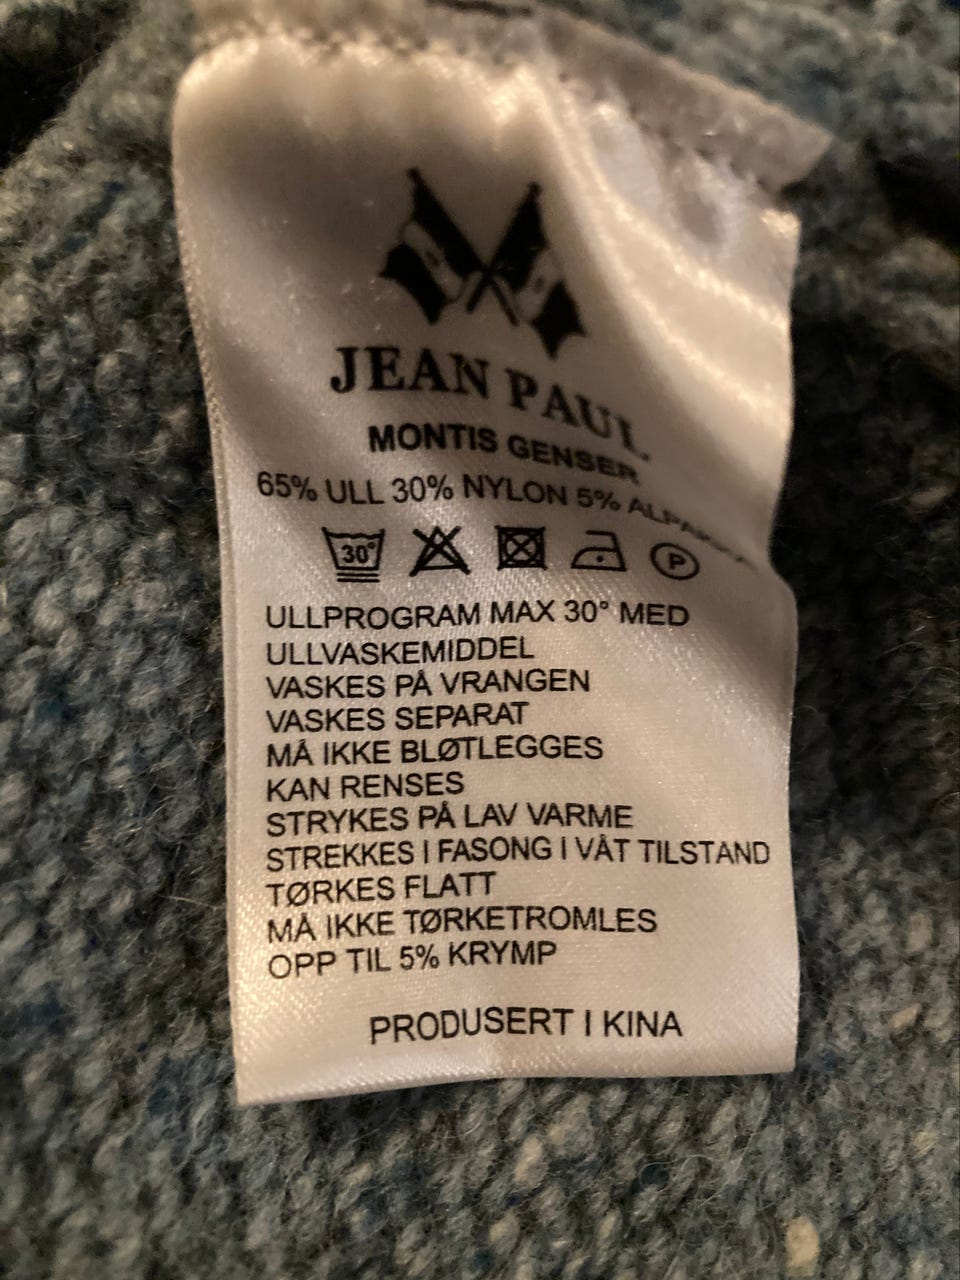 JEAN PAUL
MONTIS GENSER
65% ULL 30% NYLON 5% ALPAKKA
30° P
ULLPROGRAM MAX 30° MED
ULLVASKEMIDDEL
VASKES PÅ VRANGEN
VASKES SEPARAT
MÅ IKKE BLØTLEGGES
KAN RENSES
STRYKES PÅ LAV VARME
STREKKES I FASONG I VÅT TILSTAND
TØRKES FLATT
MÅ IKKE TØRKETROMLES
OPP TIL 5% KRYMP
PRODUSERT I KINA